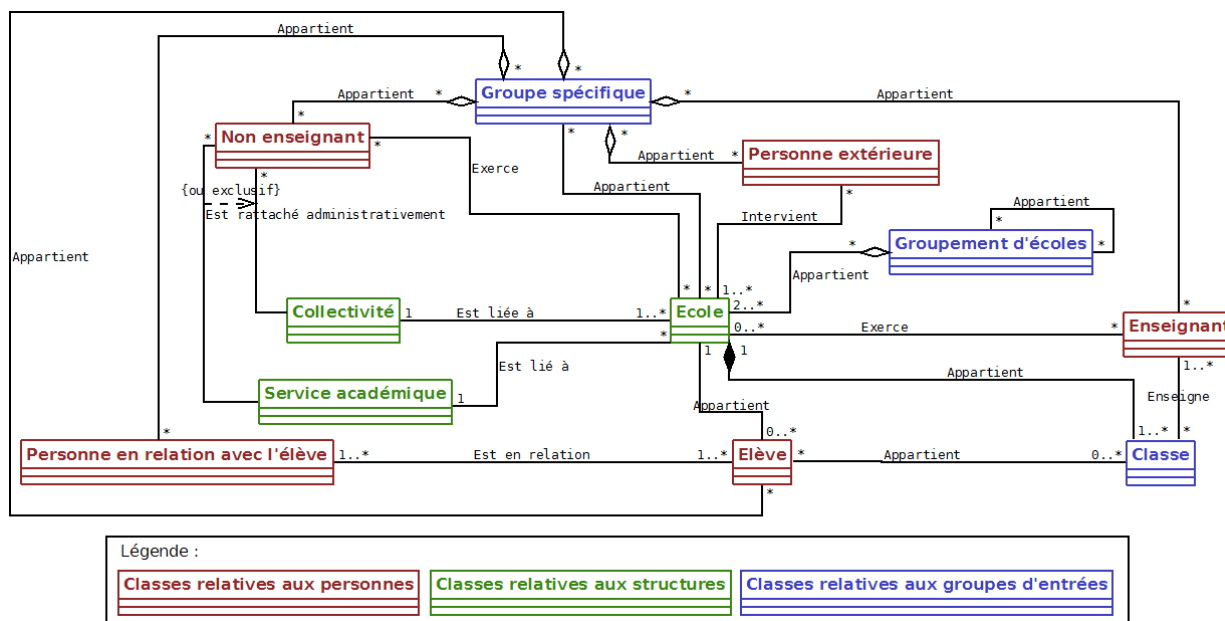 Appartient
* *
Groupe spécifique
Appartient * * Appartient
* * *
Non enseignant
* *
Appartient * Personne extérieure
Exerce
* *
{ou exclusif} Appartient
Est rattaché administrativement
Appartient
Intervient *
* Groupement d'écoles *
Appartient
Appartient
* * 1..*
Collectivité 1 Est liée à 1..* Ecole 2..*
* 0..* Exerce * Enseignant
*
Est lié à 1 1 1..*
Appartient
Service académique 1
Enseigne
Appartient
* 0..* 1..* *
Personne en relation avec l'élève 1..* Est en relation 1..* Elève * Appartient 0..* Classe
*
Légende :
Classes relatives aux personnes Classes relatives aux structures Classes relatives aux groupes d'entrées